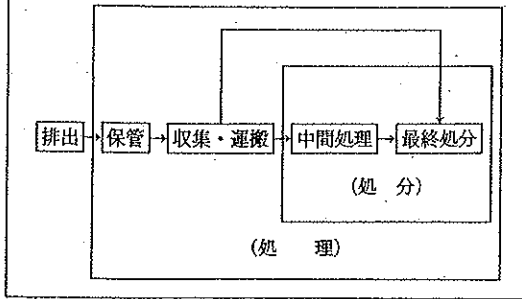 排出 保管 収集・運搬 中間処理 最終処分
(処 分)
(処 理)